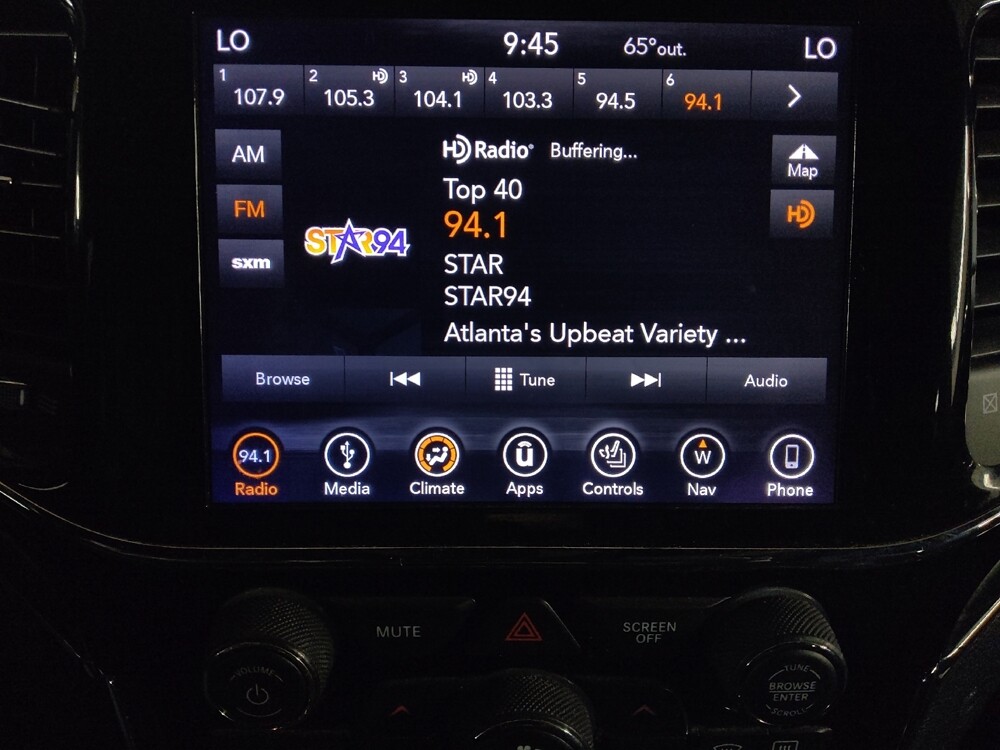 LO 9:45 65°out. LO
1 107.9 2 HD 105.3 3 HD 104.1 4 103.3 5 94.5 6 94.1
AM HD Radio® Buffering... Map
Top 40
FM 94.1 HD
STAR94 STAR
sxm STAR94
Atlanta's Upbeat Variety ...
Browse Tune Audio
94.1 W
Radio Media Climate Apps Controls Nav Phone
MUTE SCREEN
OFF
VOLUME TUNE
BROWSE
ENTER
SCROLL